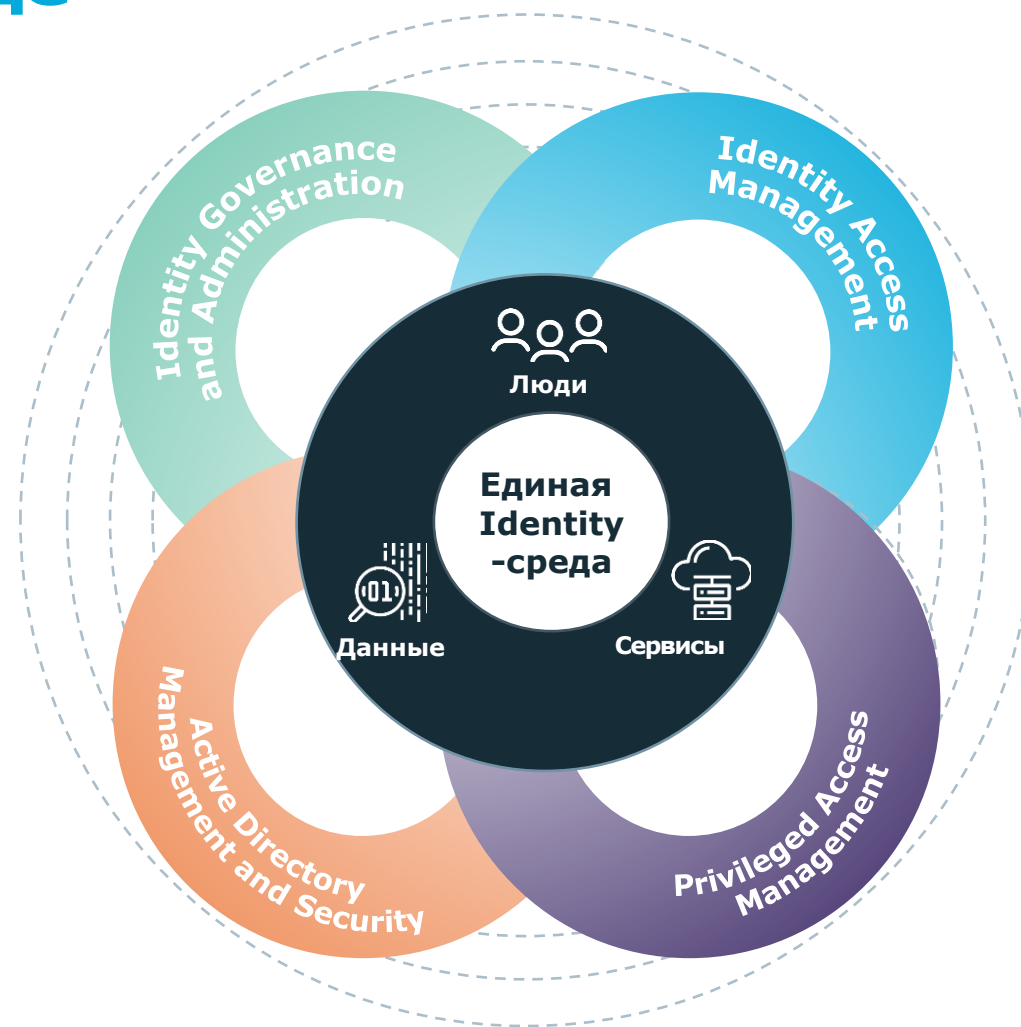 Identity Governance
and Administration
Identity Access
Management
Люди
Единая
Identity
-среда
Данные
Сервисы
Active Directory
Management and Security
Privileged Access
Management